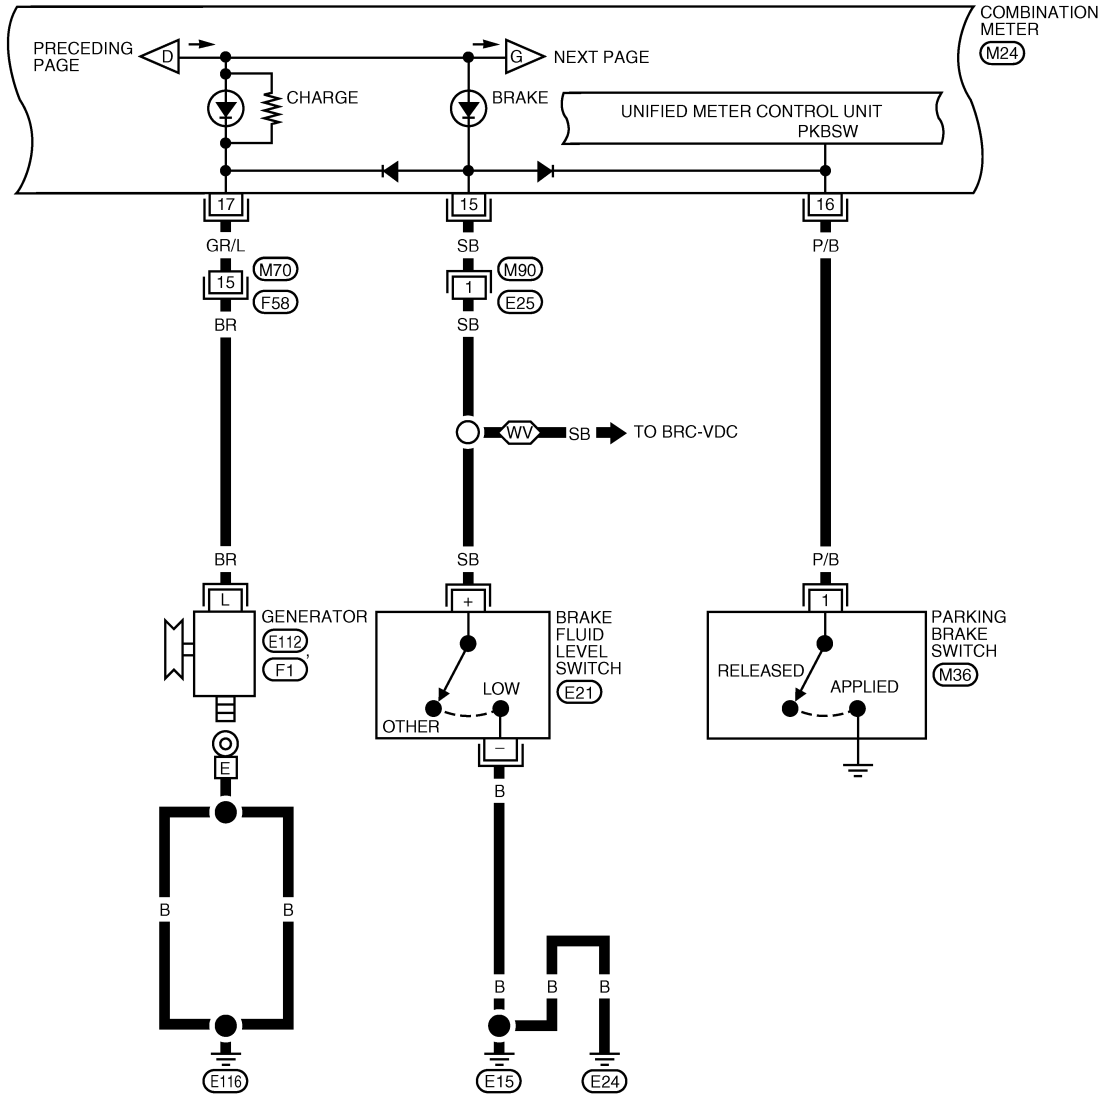 COMBINATION
METER
M24
PRECEDING
PAGE
D
G
NEXT PAGE
CHARGE
BRAKE
UNIFIED METER CONTROL UNIT
PKBSW
17
15
16
GR/L
SB
P/B
15
M70
F58
1
M90
E25
BR
SB
WV
SB
TO BRC-VDC
BR
SB
P/B
L
+
1
GENERATOR
E112
,
F1
BRAKE
FLUID
LEVEL
SWITCH
E21
LOW
OTHER
–
PARKING
BRAKE
SWITCH
M36
RELEASED
APPLIED
E
B
B
B
B
B
B
E116
E15
E24